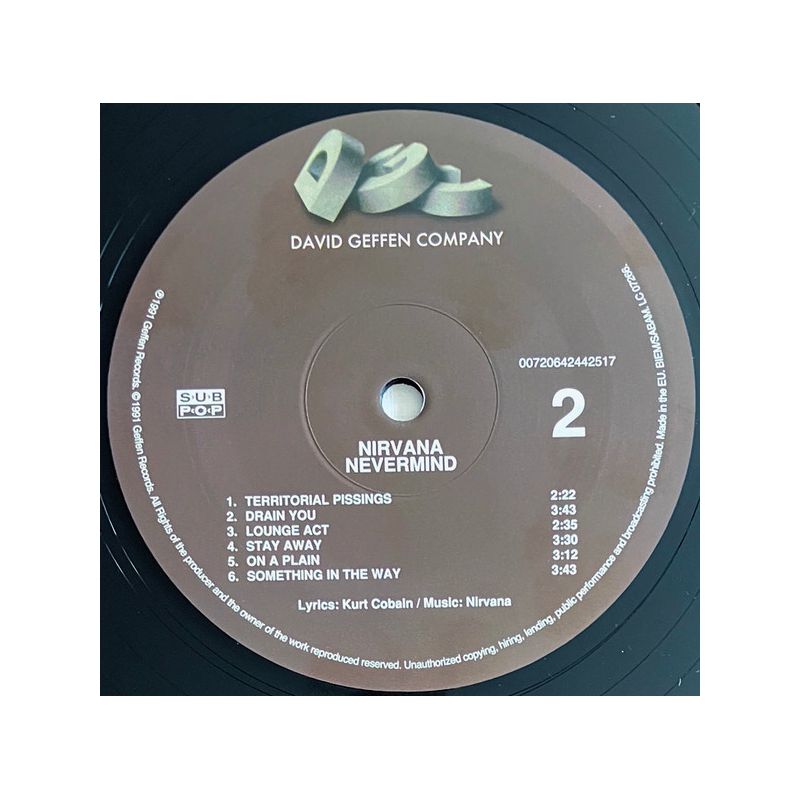 DGC
DAVID GEFFEN COMPANY
00720642442517
SUB
POP
2
NIRVANA
NEVERMIND
1. TERRITORIAL PISSINGS 2:22
2. DRAIN YOU 3:43
3. LOUNGE ACT 2:35
4. STAY AWAY 3:30
5. ON A PLAIN 3:12
6. SOMETHING IN THE WAY 3:43
Lyrics: Kurt Cobain / Music: Nirvana
℗1991 Geffen Records. © 1991 Geffen Records. All Rights of the producer and the owner of the work reproduced reserved. Unauthorized copying, hiring, lending, public performance and broadcasting prohibited. Made in the EU. BIEM/SABAM. LC 07266-